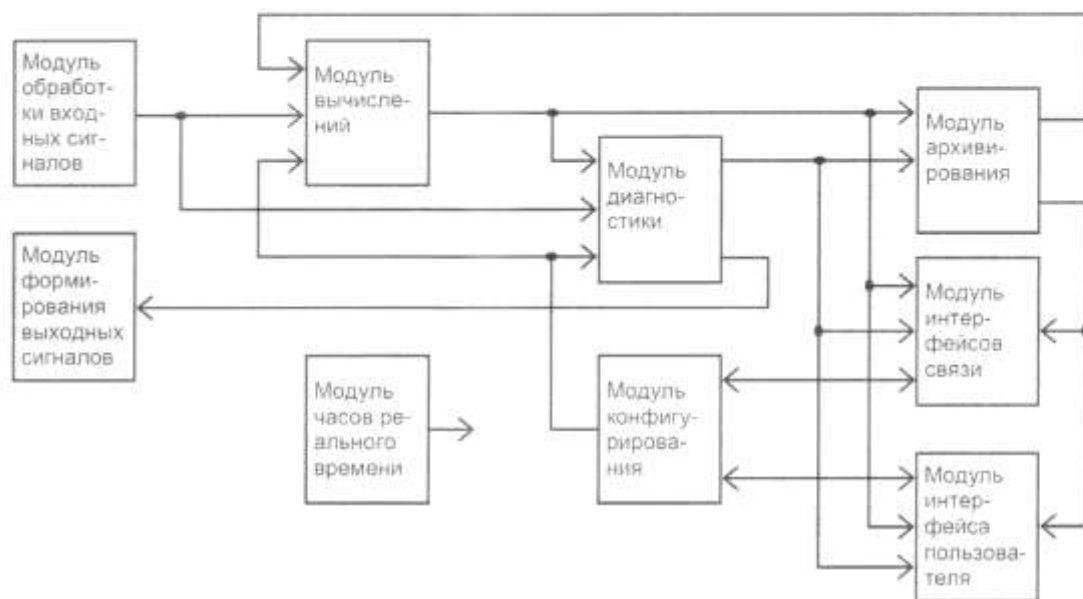 Модуль
обработ-
ки вход-
ных сиг-
налов
Модуль
вычисле-
ний
Модуль
архиви-
рования
Модуль
диагно-
стики
Модуль
форми-
рования
выходных
сигналов
Модуль
интер-
фейсов
связи
Модуль
часов ре-
ального
времени
Модуль
конфигу-
рирова-
ния
Модуль
интер-
фейса
пользова-
теля